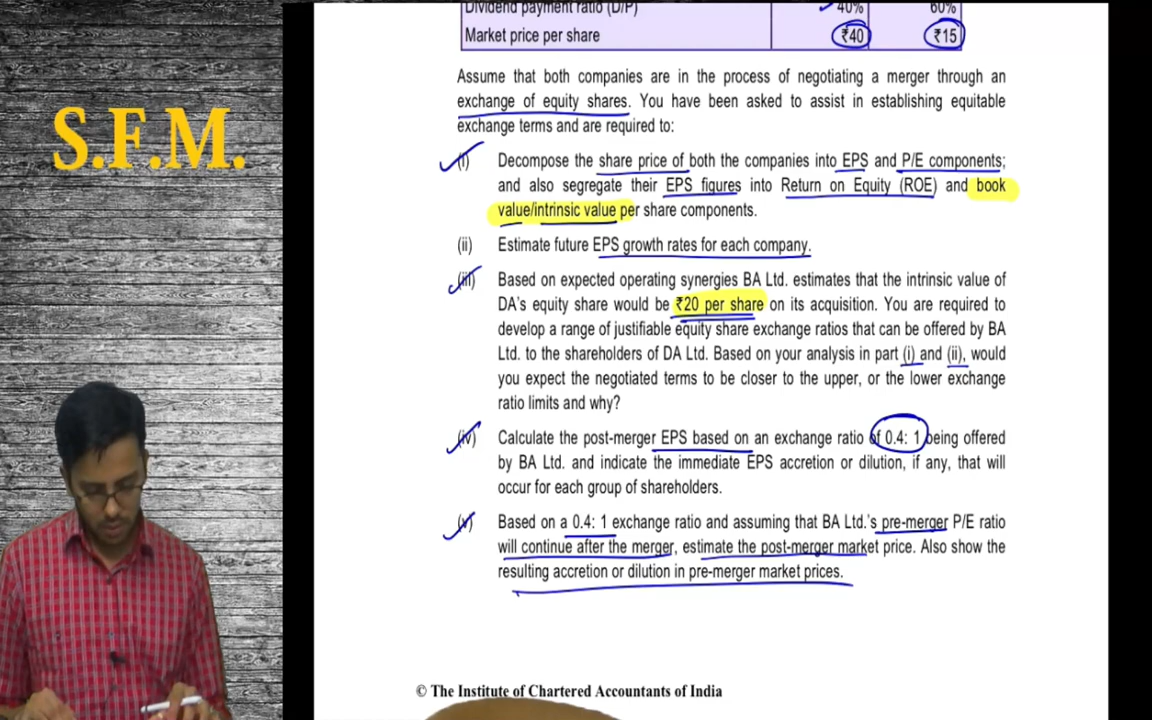 Dividend payment ratio (D/P) 40% 60%
Market price per share ₹40 ₹15
S.F.M.
Assume that both companies are in the process of negotiating a merger through an
exchange of equity shares. You have been asked to assist in establishing equitable
exchange terms and are required to:
(i) Decompose the share price of both the companies into EPS and P/E components;
and also segregate their EPS figures into Return on Equity (ROE) and book
value/intrinsic value per share components.
(ii) Estimate future EPS growth rates for each company.
(iii) Based on expected operating synergies BA Ltd. estimates that the intrinsic value of
DA's equity share would be ₹20 per share on its acquisition. You are required to
develop a range of justifiable equity share exchange ratios that can be offered by BA
Ltd. to the shareholders of DA Ltd. Based on your analysis in part (i) and (ii), would
you expect the negotiated terms to be closer to the upper, or the lower exchange
ratio limits and why?
(iv) Calculate the post-merger EPS based on an exchange ratio of 0.4: 1 being offered
by BA Ltd. and indicate the immediate EPS accretion or dilution, if any, that will
occur for each group of shareholders.
(v) Based on a 0.4: 1 exchange ratio and assuming that BA Ltd.'s pre-merger P/E ratio
will continue after the merger, estimate the post-merger market price. Also show the
resulting accretion or dilution in pre-merger market prices.
© The Institute of Chartered Accountants of India